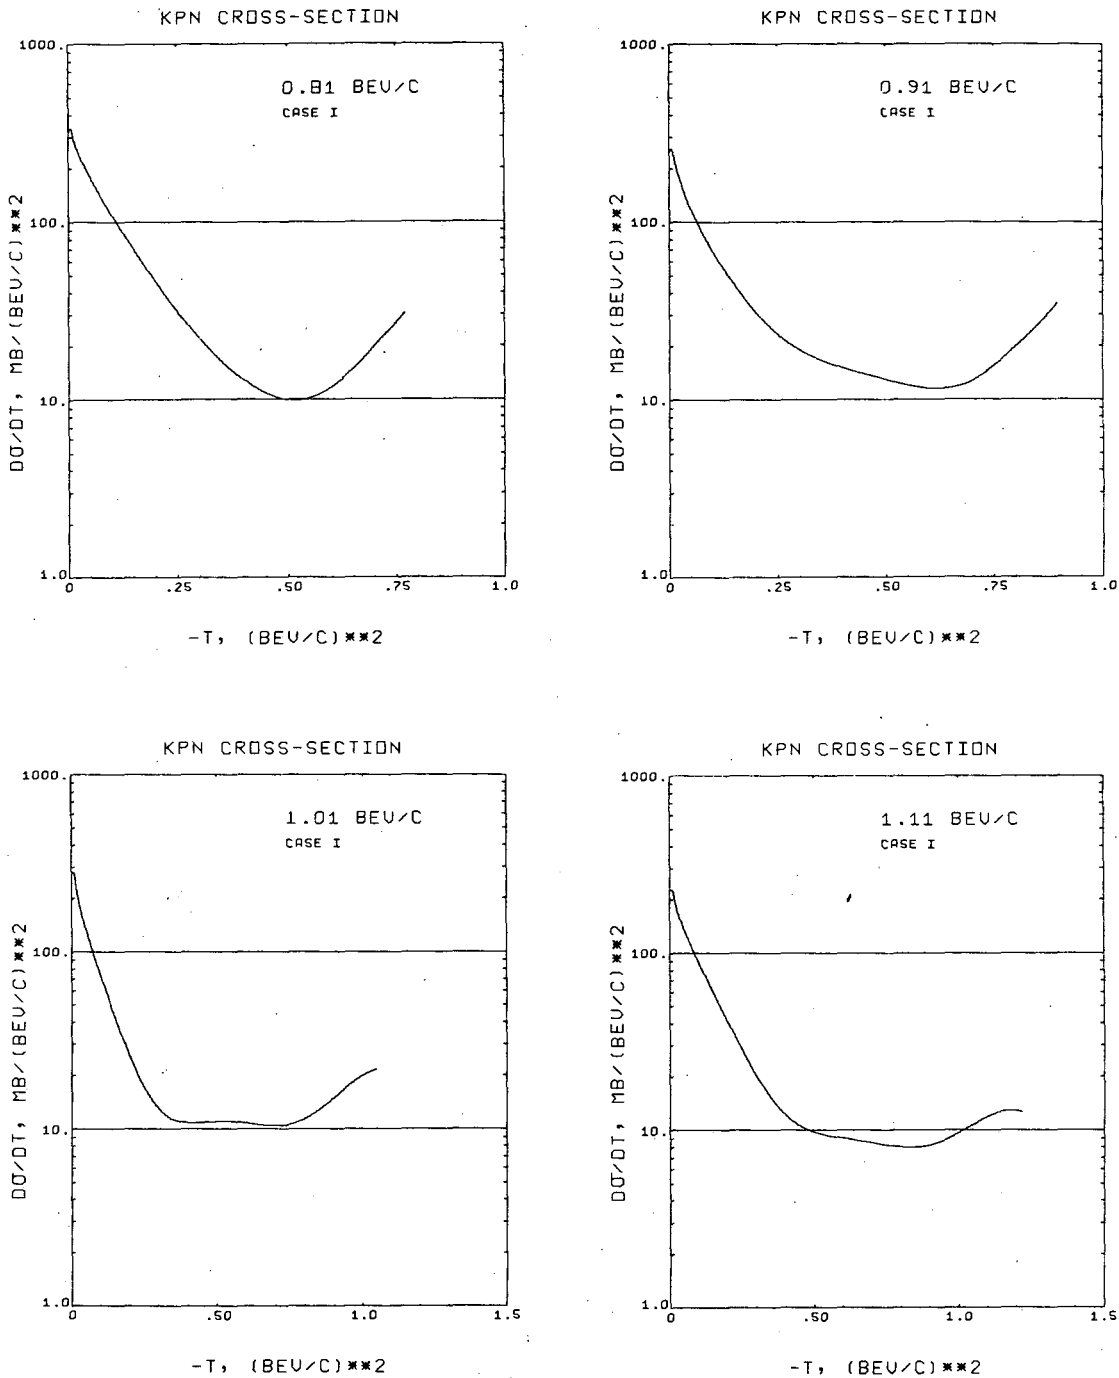 KPN CROSS-SECTION
1000.
0.81 BEV/C
CASE I
100.
10.
1.0
0
.25
.50
.75
1.0
Dσ/DT, MB/(BEV/C)**2
-T, (BEV/C)**2
KPN CROSS-SECTION
1000.
0.91 BEV/C
CASE I
100.
10.
1.0
0
.25
.50
.75
1.0
Dσ/DT, MB/(BEV/C)**2
-T, (BEV/C)**2
KPN CROSS-SECTION
1000.
1.01 BEV/C
CASE I
100.
10.
1.0
0
.50
1.0
1.5
Dσ/DT, MB/(BEV/C)**2
-T, (BEV/C)**2
KPN CROSS-SECTION
1000.
1.11 BEV/C
CASE I
100.
10.
1.0
0
.50
1.0
1.5
Dσ/DT, MB/(BEV/C)**2
-T, (BEV/C)**2